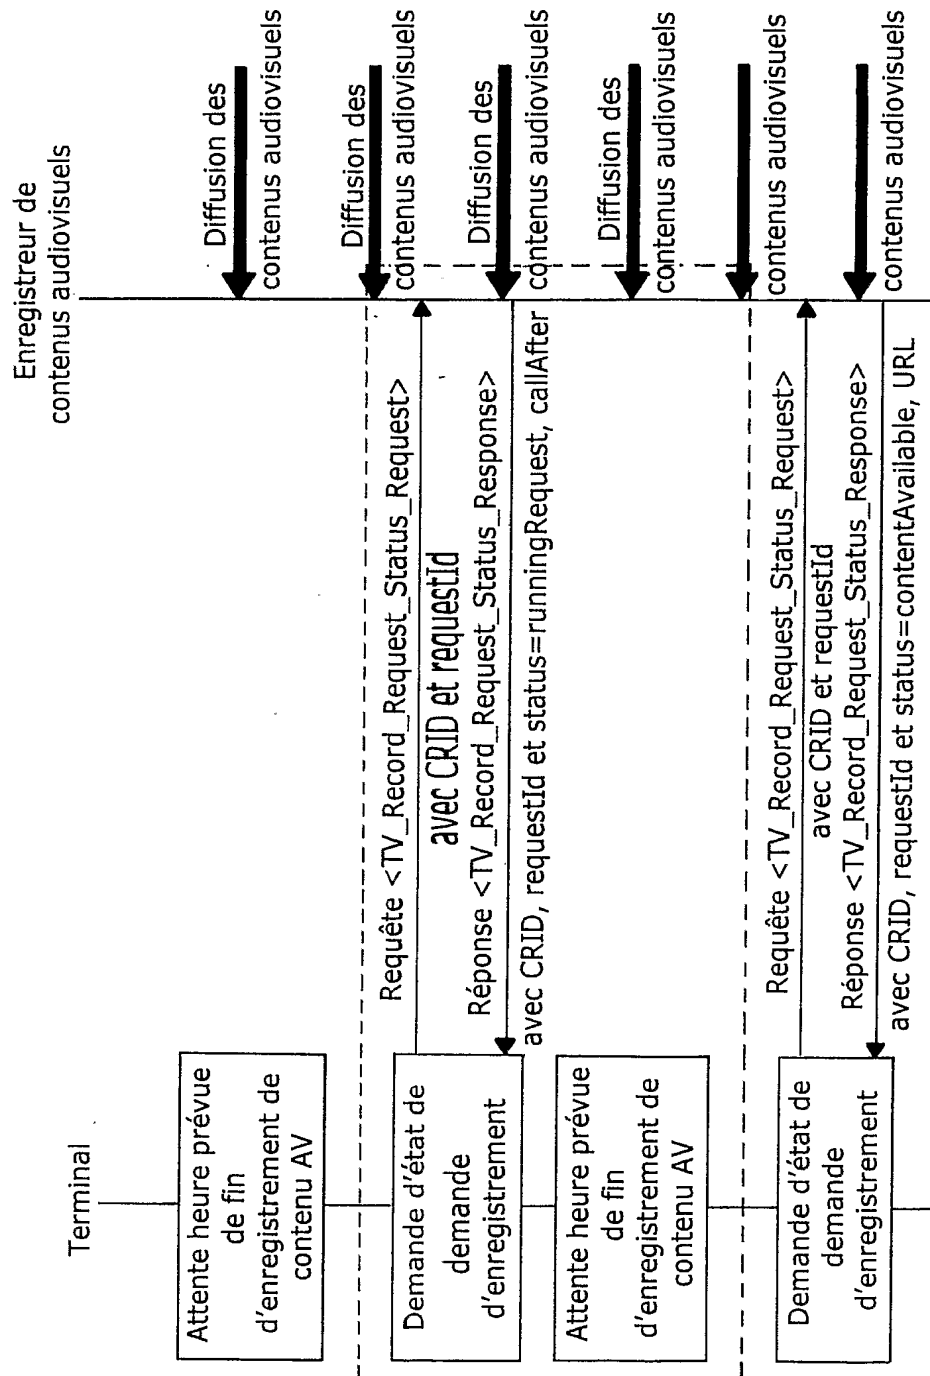 Terminal
Enregistreur de
contenus audiovisuels
Attente heure prévue
de fin
d'enregistrement de
contenu AV
Diffusion des
contenus audiovisuels
Diffusion des
contenus audiovisuels
Demande d'état de
demande
d'enregistrement
Requête <TV_Record_Request_Status_Request>
avec CRID et requestId
Réponse <TV_Record_Request_Status_Response>
avec CRID, requestId et status=runningRequest, callAfter
Diffusion des
contenus audiovisuels
Attente heure prévue
de fin
d'enregistrement de
contenu AV
Diffusion des
contenus audiovisuels
contenus audiovisuels
Demande d'état de
demande
d'enregistrement
Requête <TV_Record_Request_Status_Request>
avec CRID et requestId
Réponse <TV_Record_Request_Status_Response>
avec CRID, requestId et status=contentAvailable, URL
contenus audiovisuels